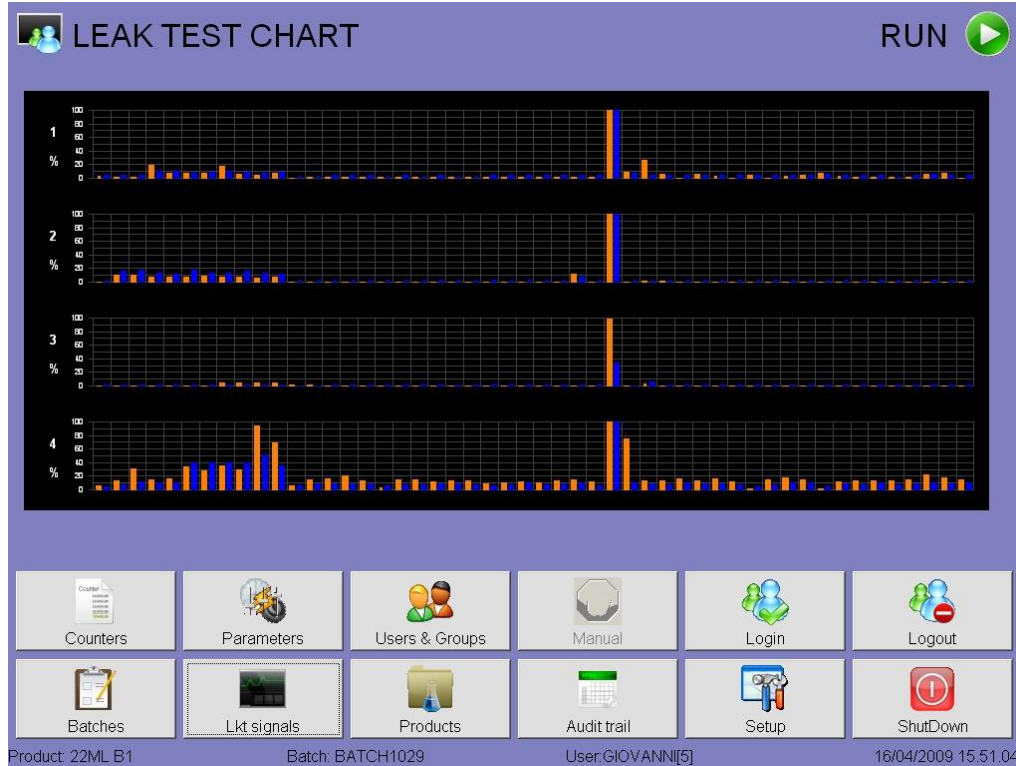 LEAK TEST CHART
RUN
1
%
100
80
60
40
20
0
2
%
100
80
60
40
20
0
3
%
100
80
60
40
20
0
4
%
100
80
60
40
20
0
Counter
Counters
Parameters
Users & Groups
Manual
Login
Logout
Batches
Lkt signals
Products
Audit trail
Setup
ShutDown
Product: 22ML B1
Batch: BATCH1029
User:GIOVANNI[5]
16/04/2009 15.51.04